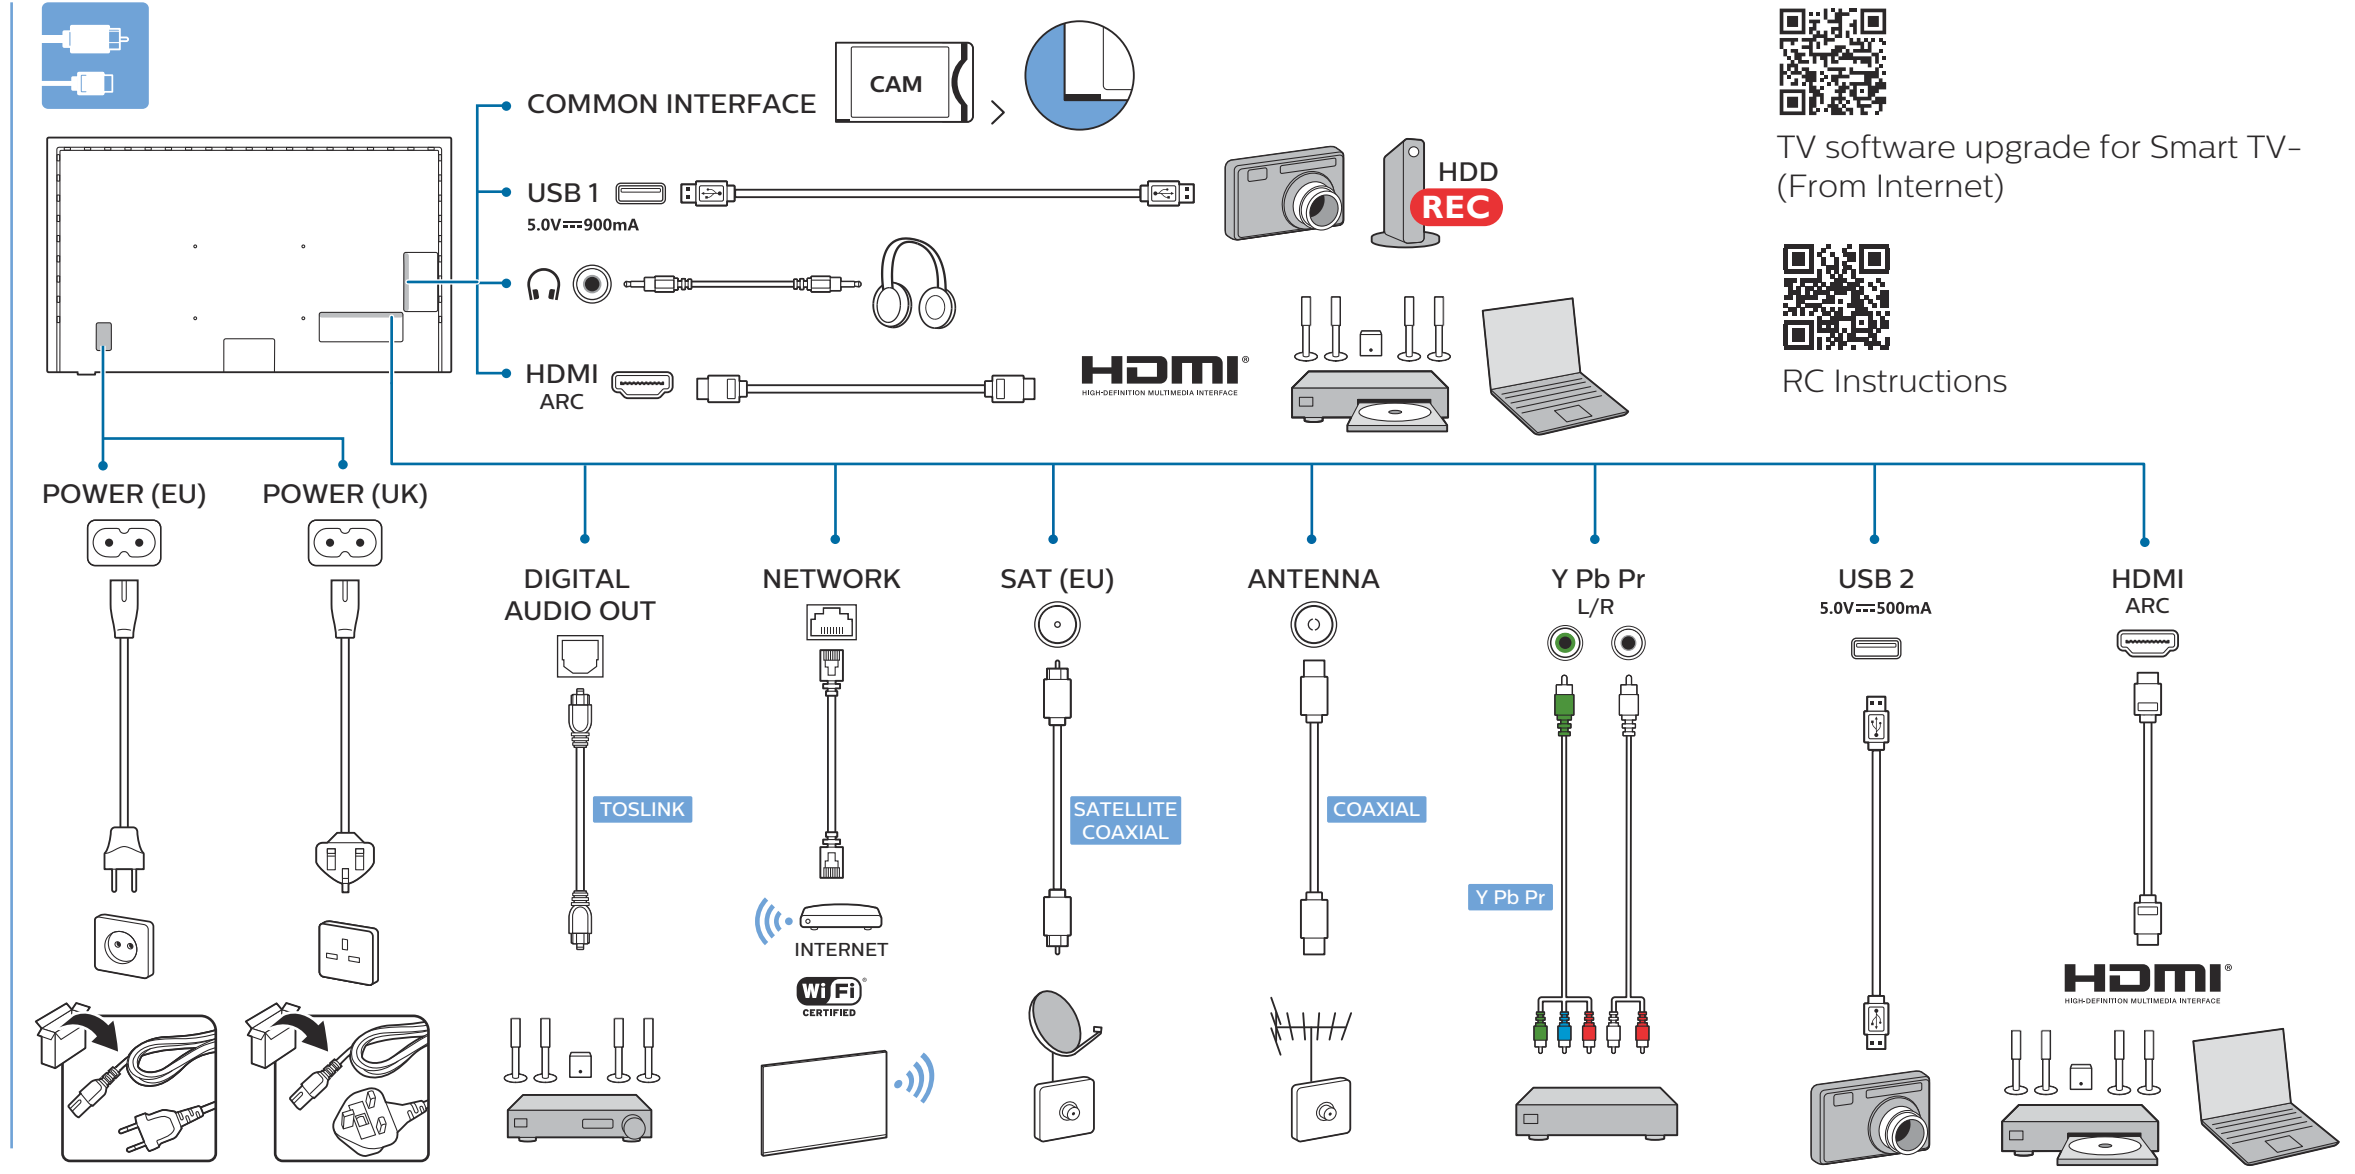 COMMON INTERFACE
CAM
USB 1
5.0V⎓900mA
HDD
REC
HDMI
ARC
HDMI®
HIGH-DEFINITION MULTIMEDIA INTERFACE
TV software upgrade for Smart TV-
(From Internet)
RC Instructions
POWER (EU)
POWER (UK)
DIGITAL
AUDIO OUT
TOSLINK
NETWORK
INTERNET
Wi Fi®
CERTIFIED
SAT (EU)
SATELLITE
COAXIAL
ANTENNA
COAXIAL
Y Pb Pr
L/R
Y Pb Pr
USB 2
5.0V⎓500mA
HDMI
ARC
HDMI®
HIGH-DEFINITION MULTIMEDIA INTERFACE